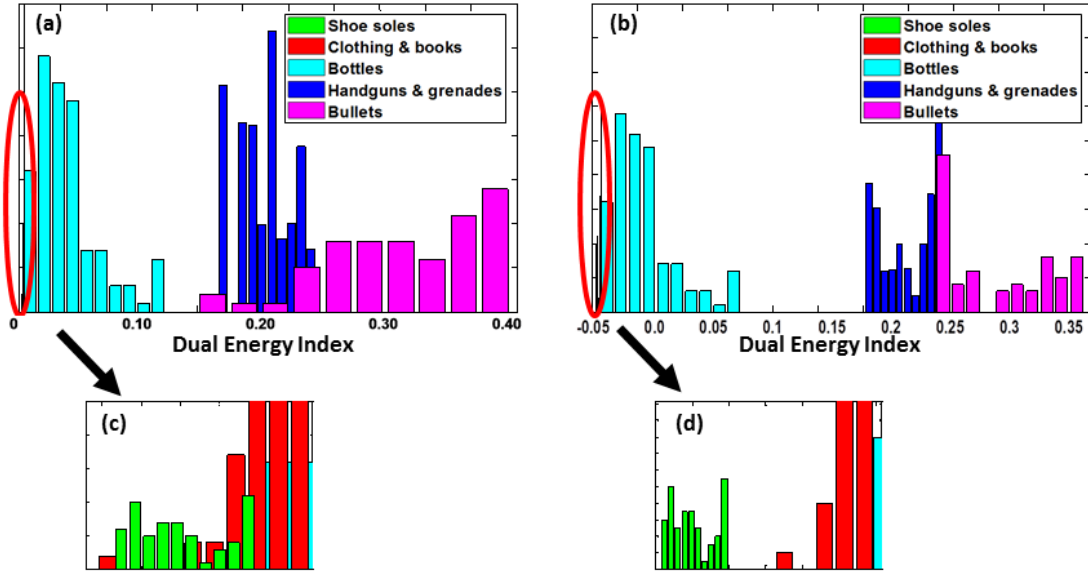 (a)
Shoe soles
Clothing & books
Bottles
Handguns & grenades
Bullets
0 0.10 0.20 0.30 0.40
Dual Energy Index
(b)
Shoe soles
Clothing & books
Bottles
Handguns & grenades
Bullets
-0.05 0.0 0.05 0.1 0.15 0.2 0.25 0.3 0.35
Dual Energy Index
(c)
(d)